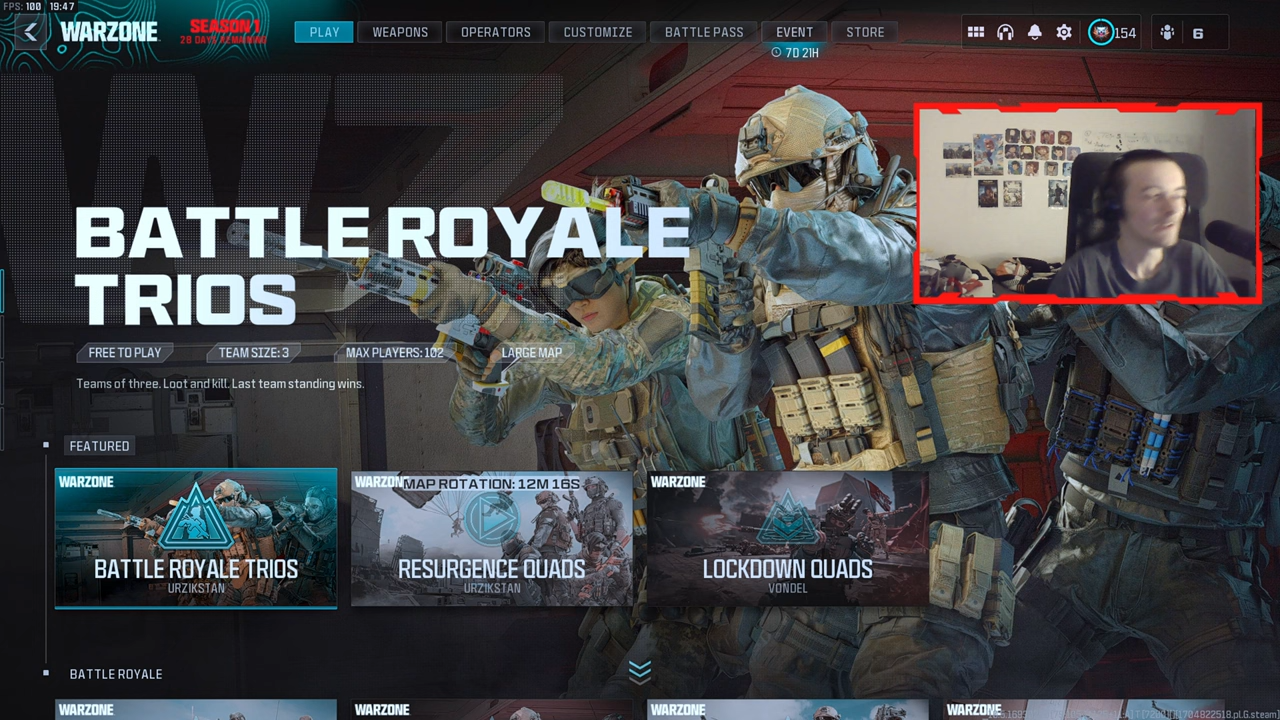 FPS: 100 19:47
WARZONE
SEASON 1
28 DAYS REMAINING
PLAY
WEAPONS
OPERATORS
CUSTOMIZE
BATTLE PASS
EVENT
STORE
154
6
7D 21H
WZ
BATTLE ROYALE
TRIOS
FREE TO PLAY
TEAM SIZE: 3
MAX PLAYERS: 102
LARGE MAP
Teams of three. Loot and kill. Last team standing wins.
FEATURED
WARZONE
BATTLE ROYALE TRIOS
URZIKSTAN
WARZON
MAP ROTATION: 12M 16S
RESURGENCE QUADS
URZIKSTAN
WARZONE
LOCKDOWN QUADS
VONDEL
BATTLE ROYALE
WARZONE
WARZONE
WARZONE
WARZONE